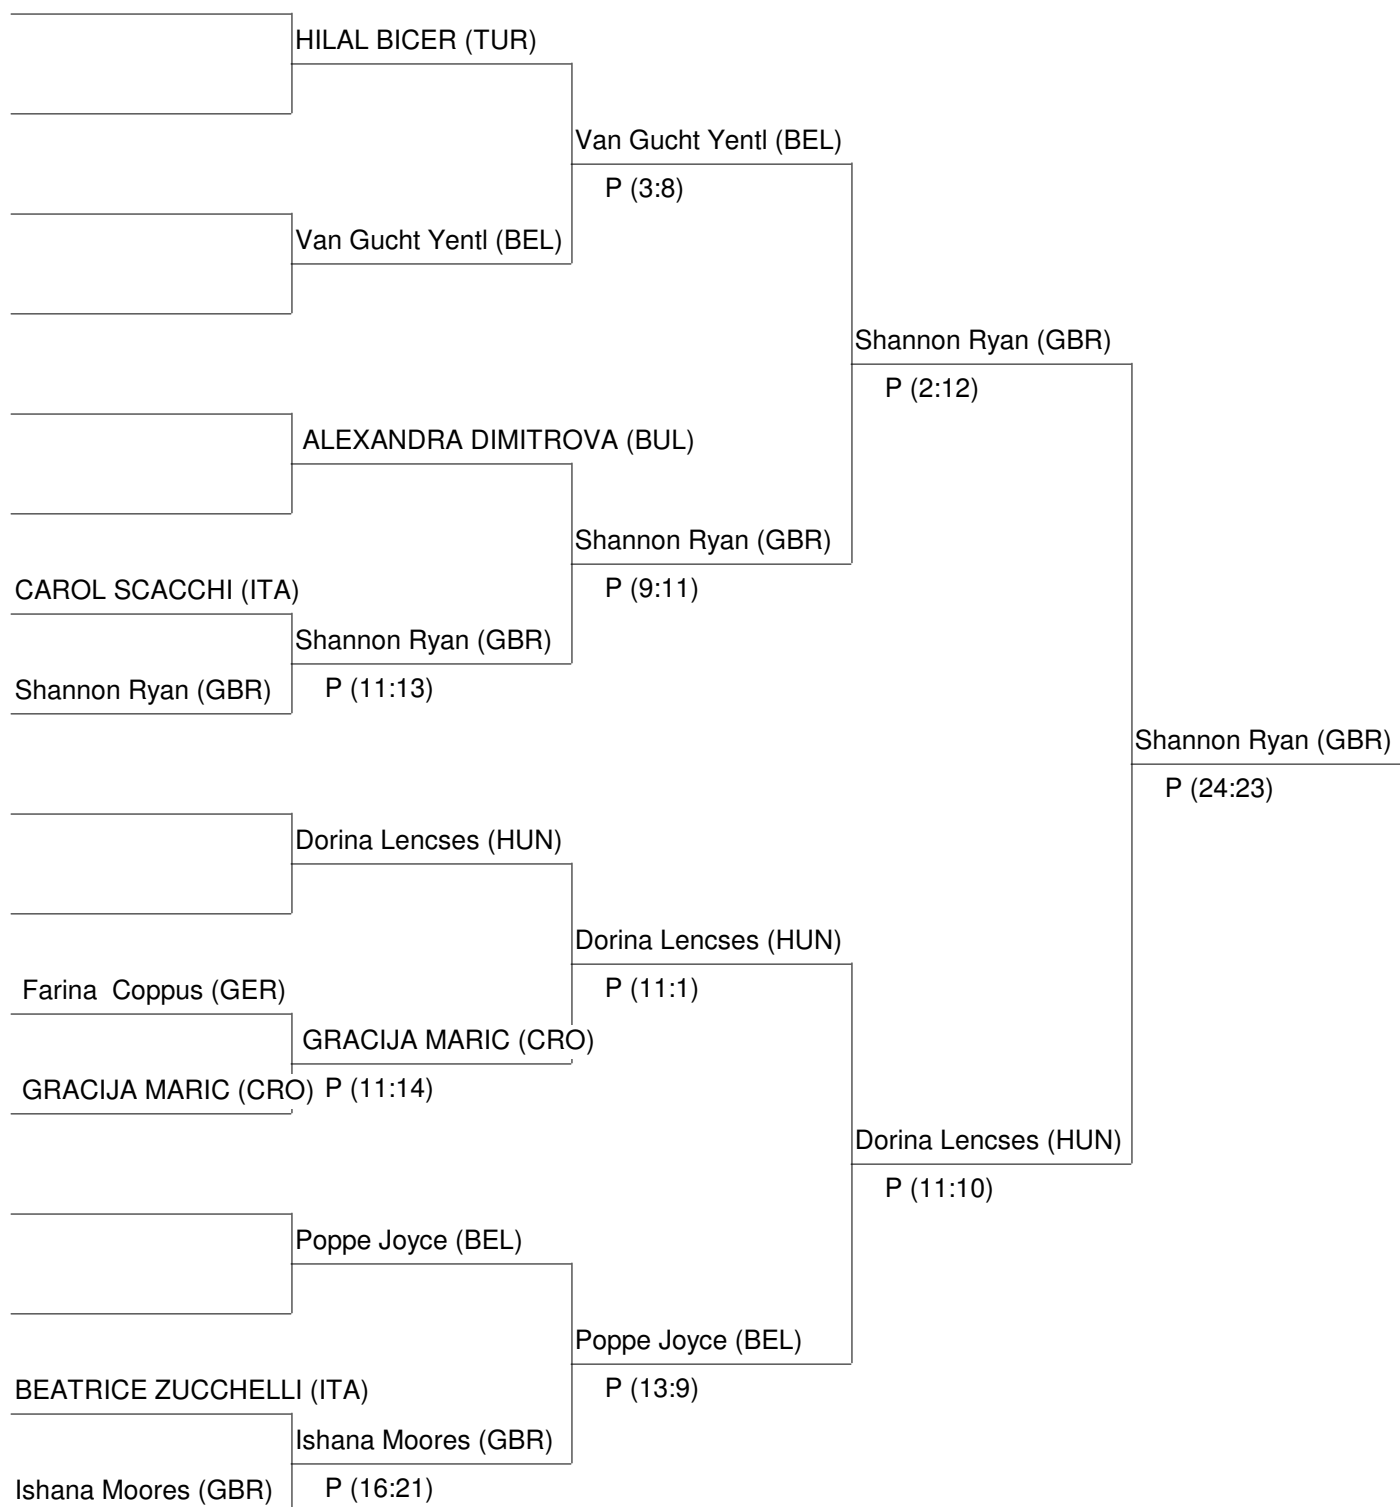 HILAL BICER (TUR)
Van Gucht Yentl (BEL)
P (3:8)
Van Gucht Yentl (BEL)
Shannon Ryan (GBR)
P (2:12)
ALEXANDRA DIMITROVA (BUL)
Shannon Ryan (GBR)
P (9:11)
CAROL SCACCHI (ITA)
Shannon Ryan (GBR)
Shannon Ryan (GBR)
P (11:13)
Shannon Ryan (GBR)
P (24:23)
Dorina Lencses (HUN)
Dorina Lencses (HUN)
P (11:1)
Farina  Coppus (GER)
GRACIJA MARIC (CRO)
GRACIJA MARIC (CRO)
P (11:14)
Dorina Lencses (HUN)
P (11:10)
Poppe Joyce (BEL)
Poppe Joyce (BEL)
P (13:9)
BEATRICE ZUCCHELLI (ITA)
Ishana Moores (GBR)
Ishana Moores (GBR)
P (16:21)